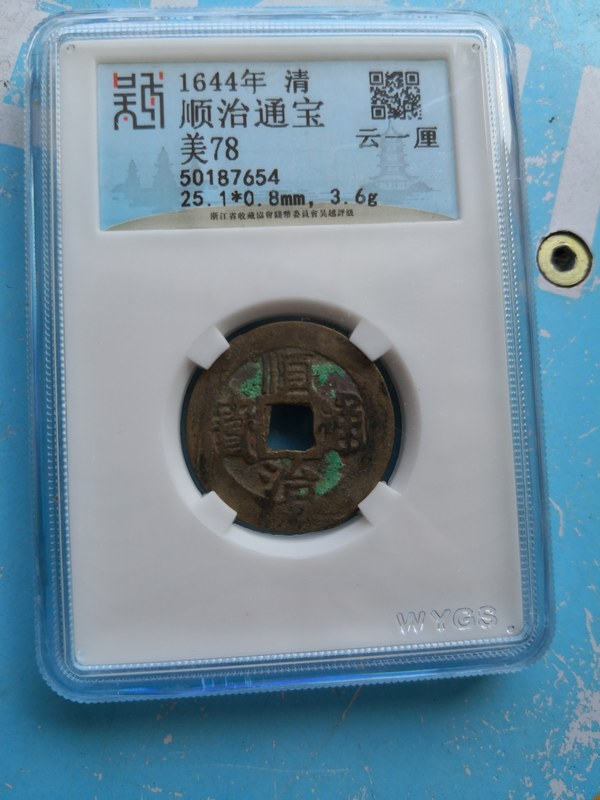 吴越
1644年 清
顺治通宝
美78
云一厘
50187654
25.1*0.8mm, 3.6g
浙江省收藏協會錢幣委員會吴越評級
順治通寶
WYGS